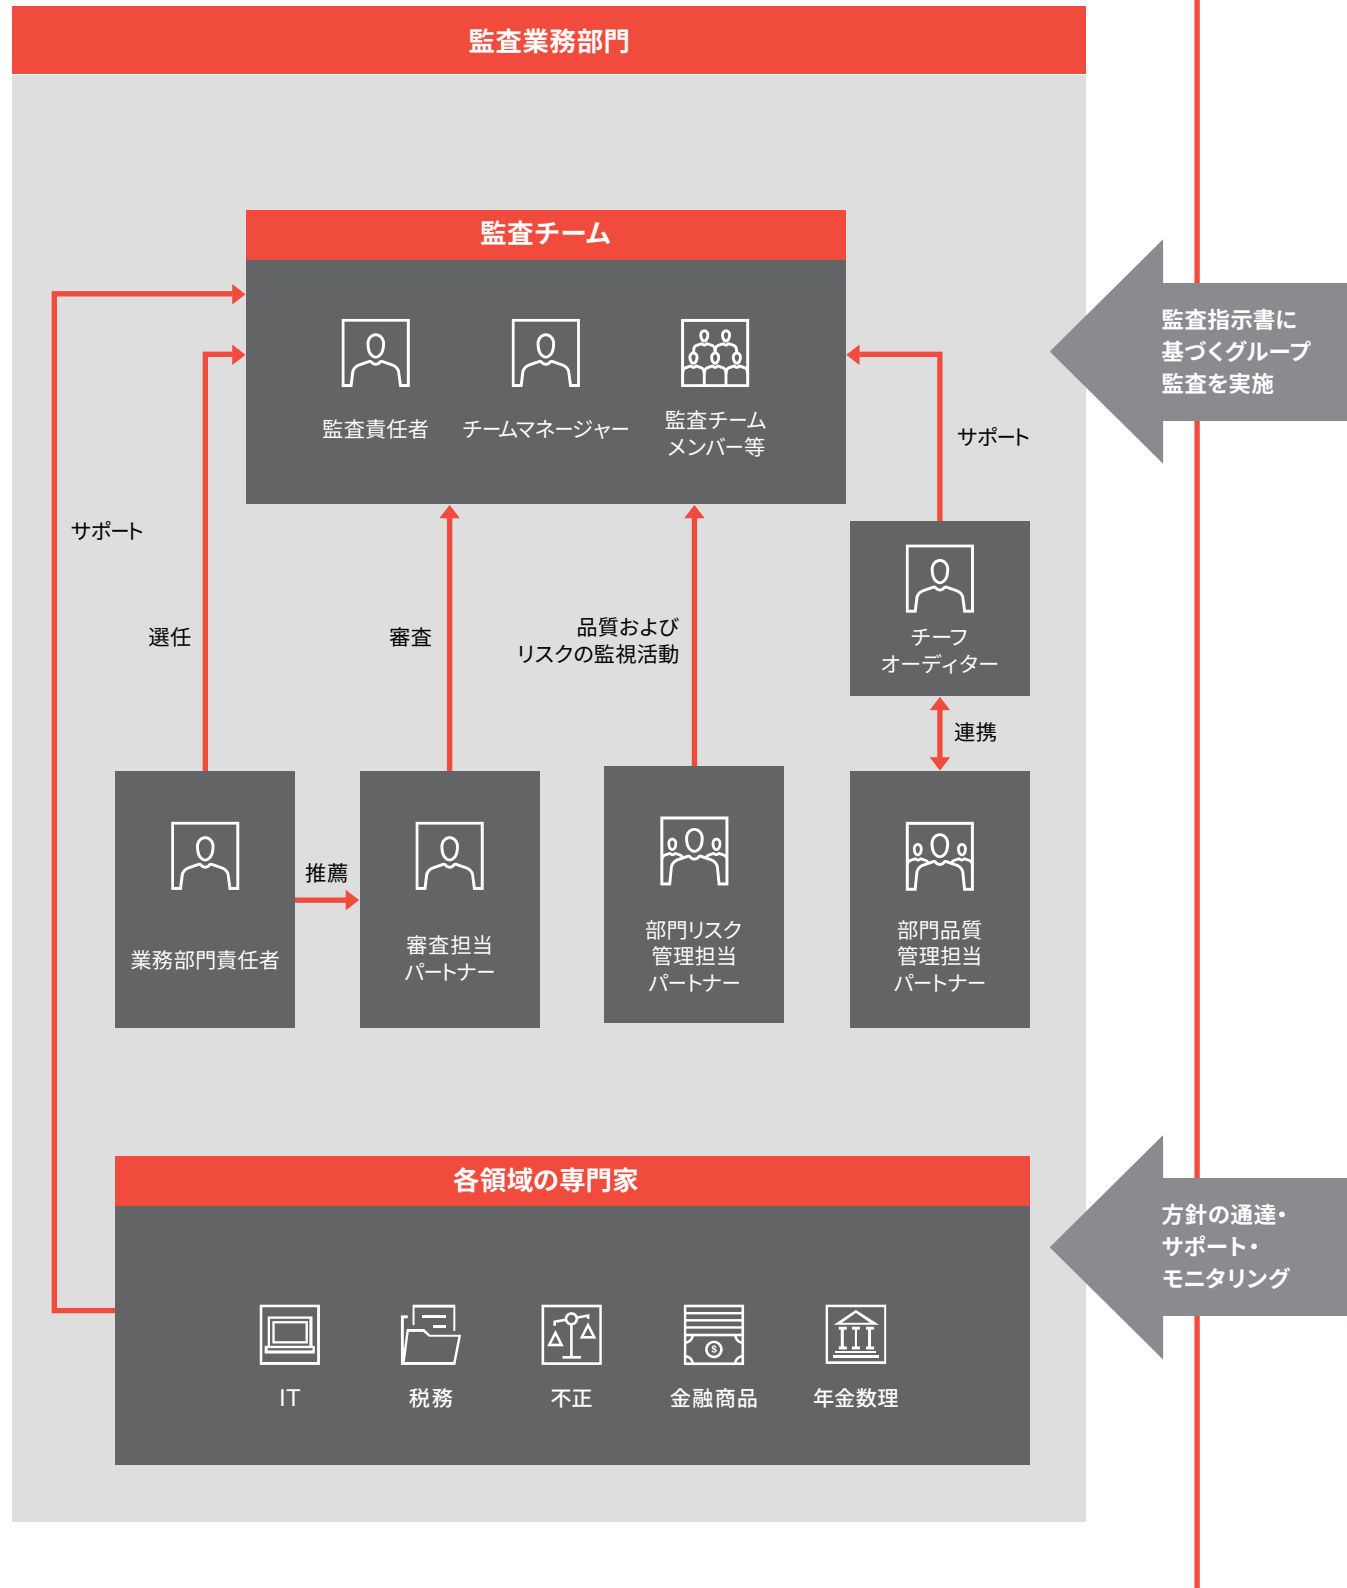 監査業務部門
監査チーム
監査責任者
チームマネージャー
監査チーム
メンバー等
監査指示書に
基づくグループ
監査を実施
サポート
サポート
選任
審査
品質および
リスクの監視活動
チーフ
オーディター
連携
推薦
業務部門責任者
審査担当
パートナー
部門リスク
管理担当
パートナー
部門品質
管理担当
パートナー
各領域の専門家
方針の通達・
サポート・
モニタリング
IT
税務
不正
金融商品
年金数理